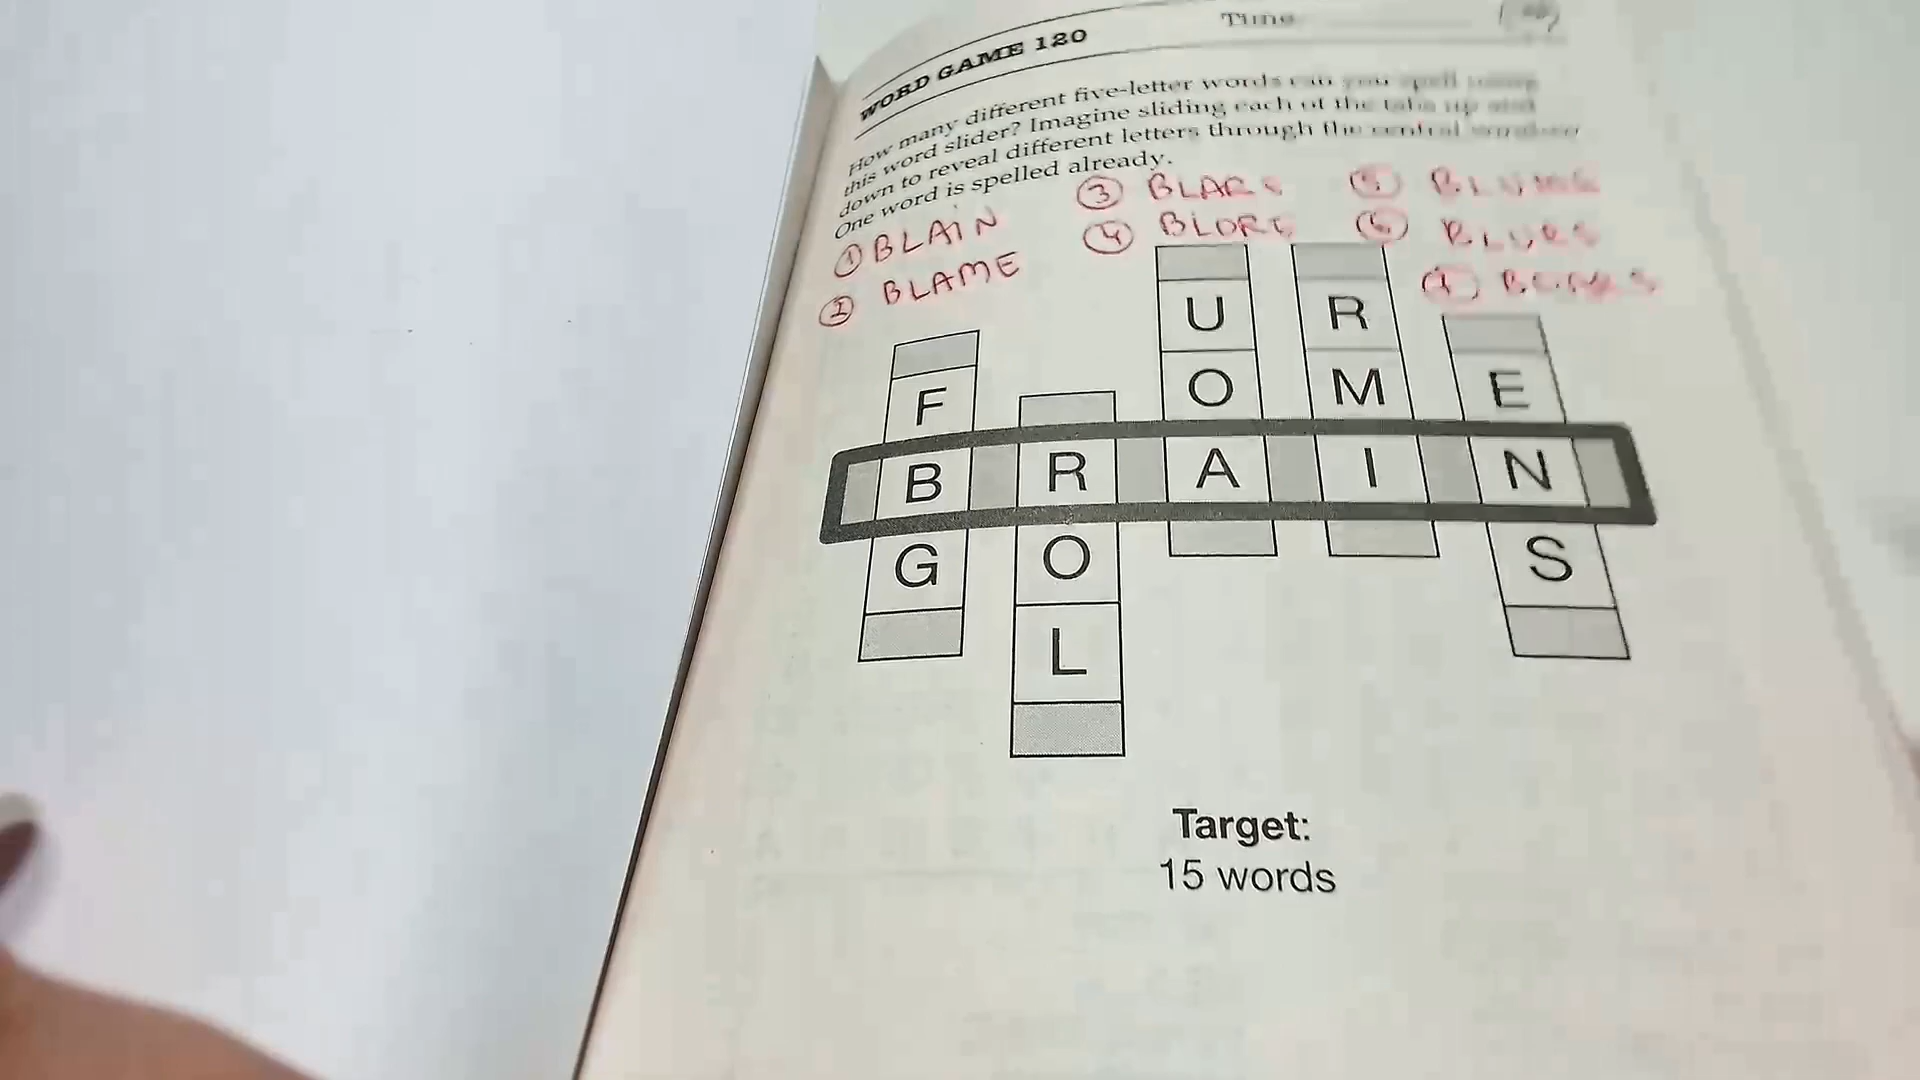 WORD GAME 120
Time
How many different five-letter words can you spell using
this word slider? Imagine sliding each of the tabs up and
down to reveal different letters through the central window
One word is spelled already.
① BLAIN
② BLAME
③ BLARE
④ BLORE
⑤
⑥
U R
O M E
F
B R A I N
G O S
L
Target:
15 words